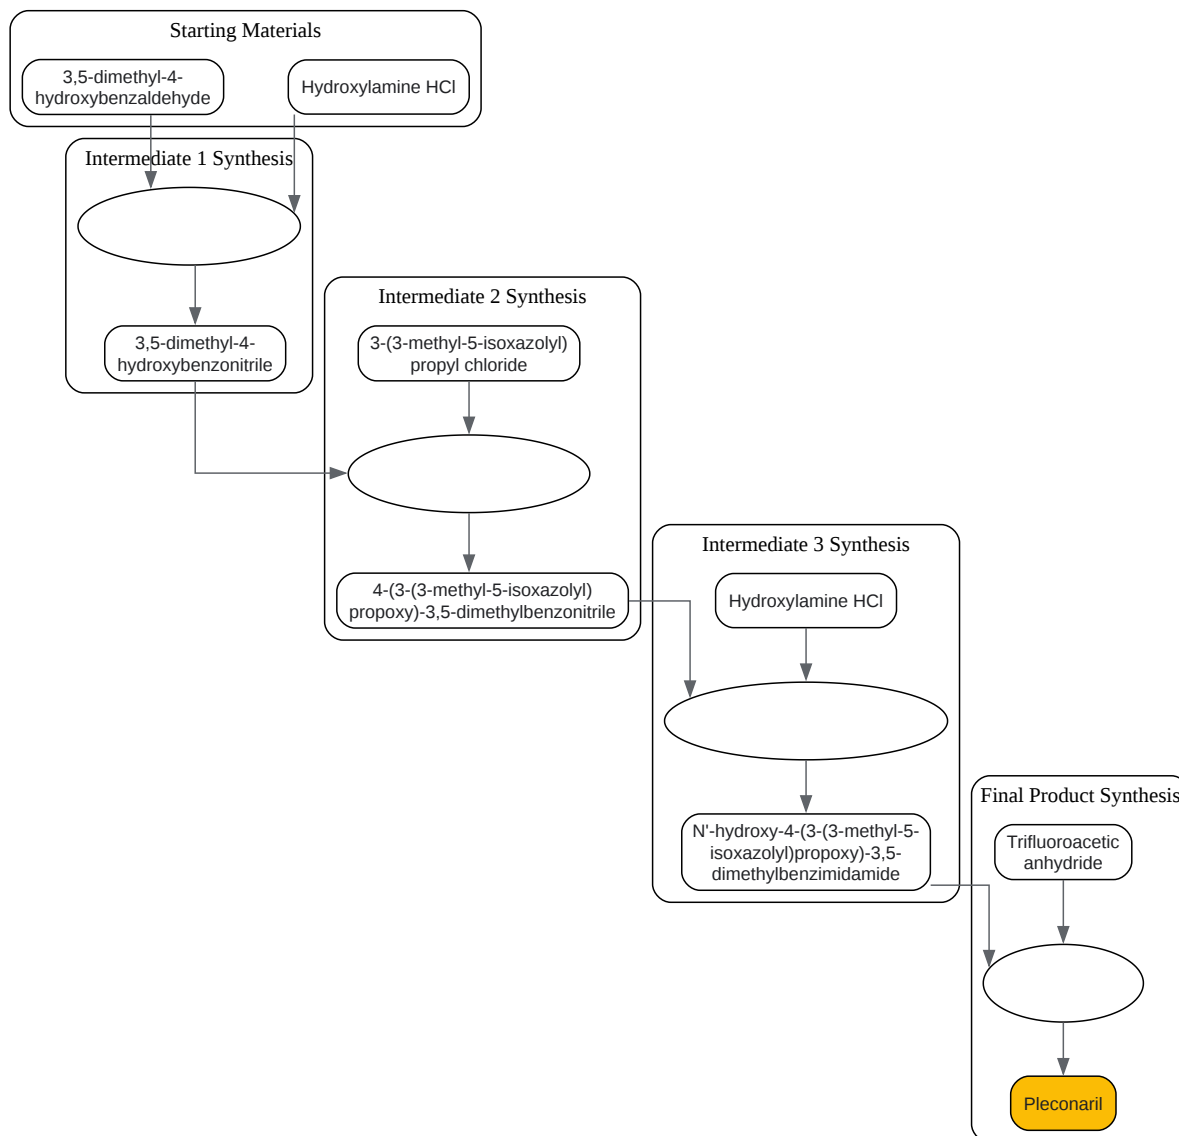 Starting Materials
3,5-dimethyl-4-
hydroxybenzaldehyde
Hydroxylamine HCl
Intermediate 1 Synthesis
3,5-dimethyl-4-
hydroxybenzonitrile
Intermediate 2 Synthesis
3-(3-methyl-5-isoxazolyl)
propyl chloride
4-(3-(3-methyl-5-isoxazolyl)
propoxy)-3,5-dimethylbenzonitrile
Intermediate 3 Synthesis
Hydroxylamine HCl
N'-hydroxy-4-(3-(3-methyl-5-
isoxazolyl)propoxy)-3,5-
dimethylbenzimidamide
Final Product Synthesis
Trifluoroacetic
anhydride
Pleconaril